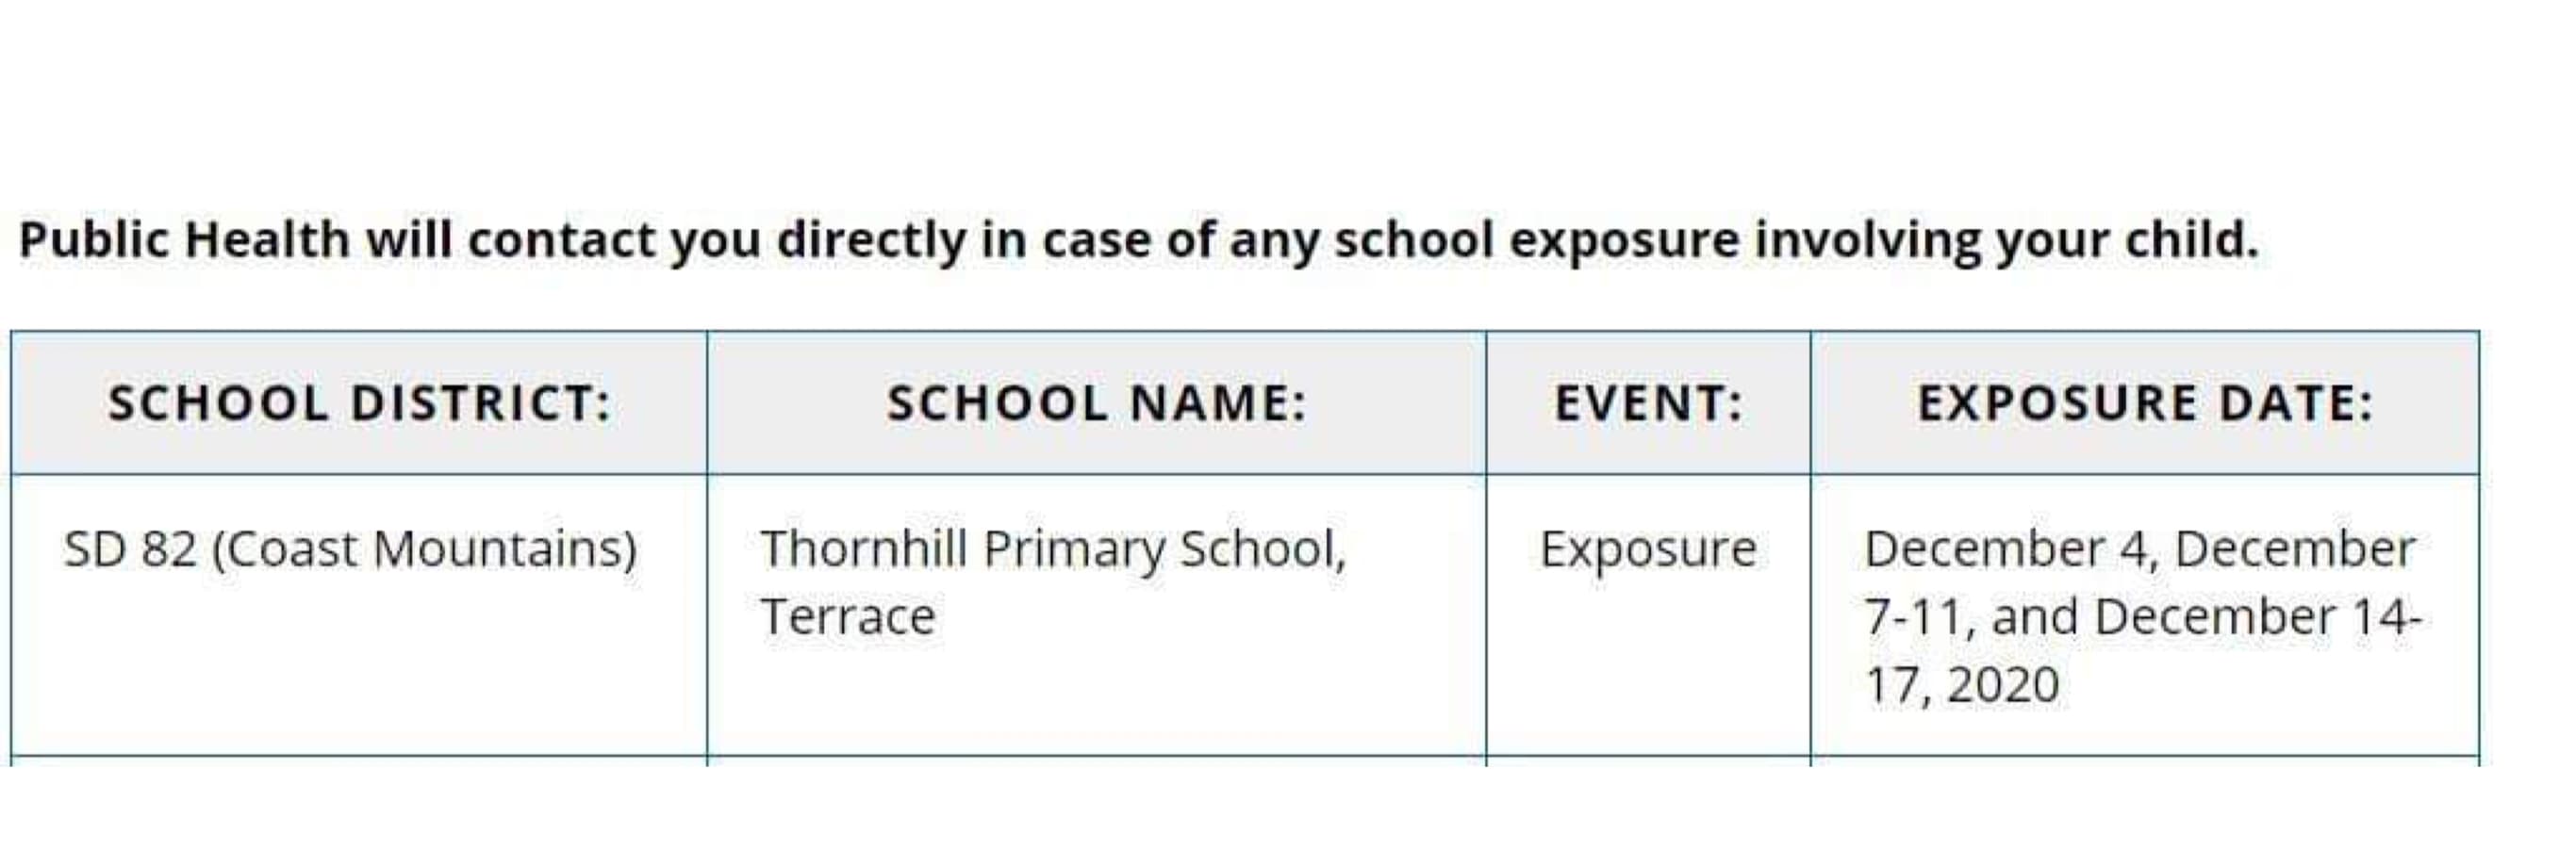 Public Health will contact you directly in case of any school exposure involving your child.
SCHOOL DISTRICT:
SCHOOL NAME:
EVENT:
EXPOSURE DATE:
SD 82 (Coast Mountains)
Thornhill Primary School,
Terrace
Exposure
December 4, December
7-11, and December 14-
17, 2020